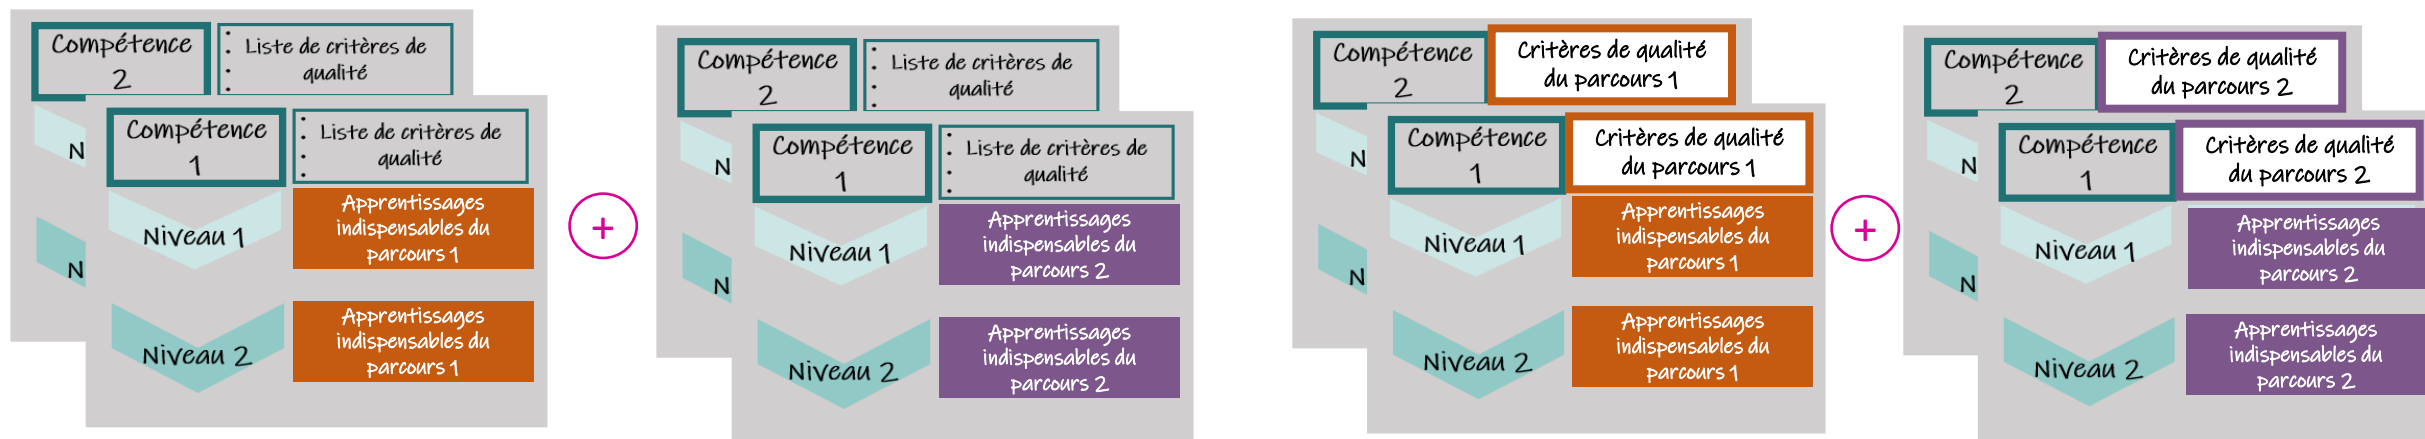 Compétence
2
Liste de critères de
qualité
N
N
Compétence
1
Liste de critères de
qualité
Niveau 1
Apprentissages
indispensables du
parcours 1
Niveau 2
Apprentissages
indispensables du
parcours 1
+
Compétence
2
Liste de critères de
qualité
N
N
Compétence
1
Liste de critères de
qualité
Niveau 1
Apprentissages
indispensables du
parcours 2
Niveau 2
Apprentissages
indispensables du
parcours 2
Compétence
2
Critères de qualité
du parcours 1
N
N
Compétence
1
Critères de qualité
du parcours 1
Niveau 1
Apprentissages
indispensables du
parcours 1
Niveau 2
Apprentissages
indispensables du
parcours 1
+
Compétence
2
Critères de qualité
du parcours 2
N
N
Compétence
1
Critères de qualité
du parcours 2
Niveau 1
Apprentissages
indispensables du
parcours 2
Niveau 2
Apprentissages
indispensables du
parcours 2